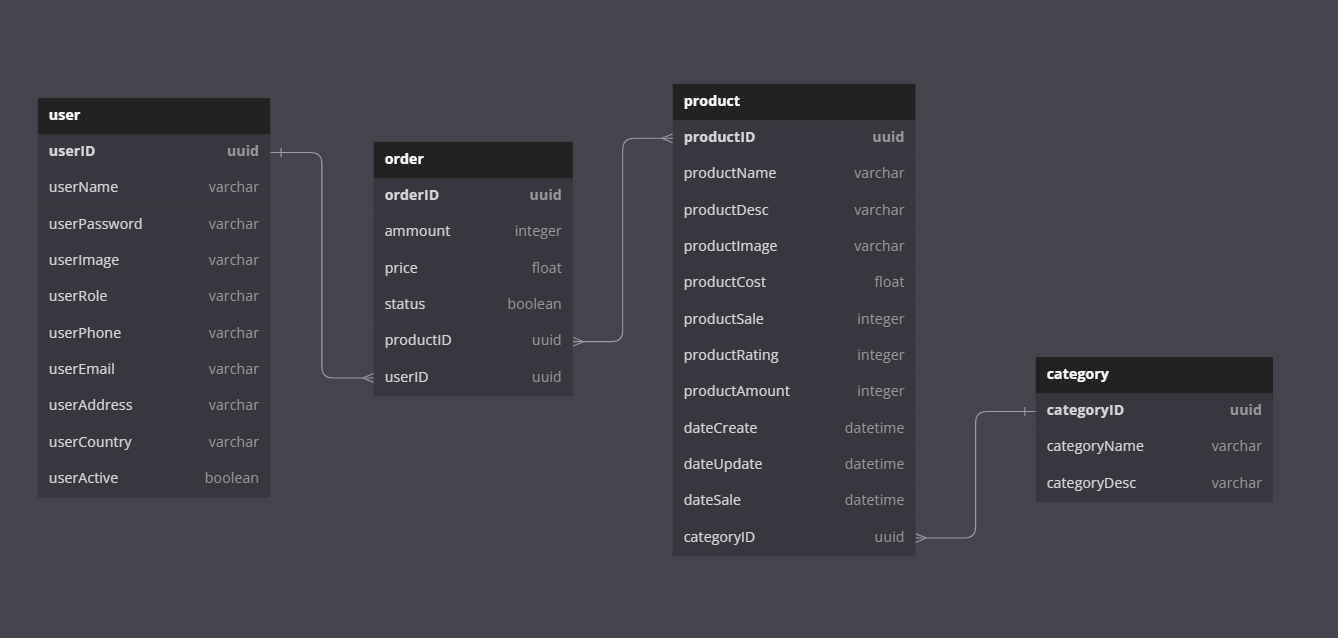 user
userID uuid
userName varchar
userPassword varchar
userImage varchar
userRole varchar
userPhone varchar
userEmail varchar
userAddress varchar
userCountry varchar
userActive boolean
order
orderID uuid
ammount integer
price float
status boolean
productID uuid
userID uuid
product
productID uuid
productName varchar
productDesc varchar
productImage varchar
productCost float
productSale integer
productRating integer
productAmount integer
dateCreate datetime
dateUpdate datetime
dateSale datetime
categoryID uuid
category
categoryID uuid
categoryName varchar
categoryDesc varchar